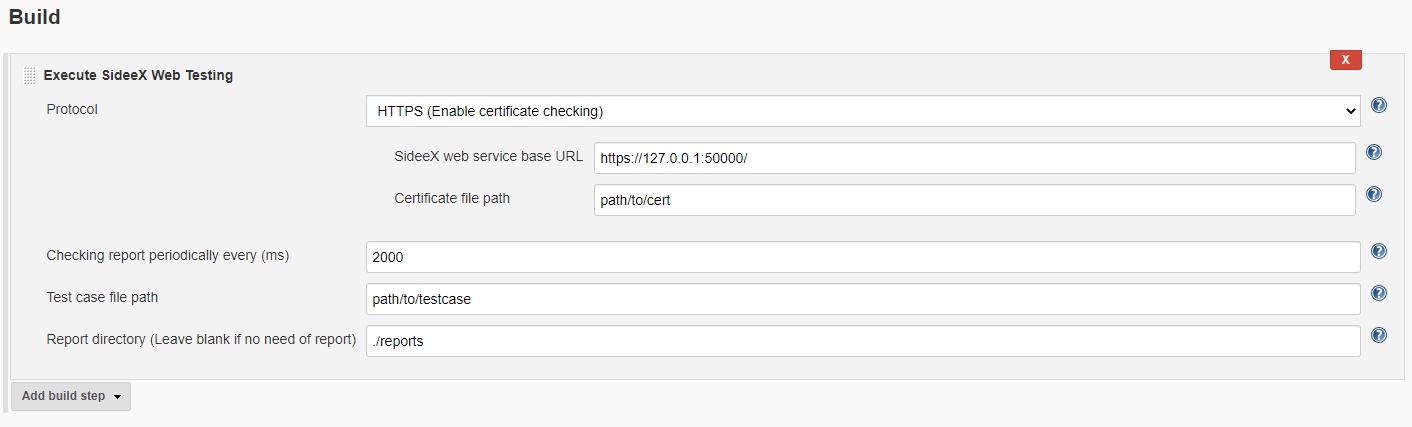 Build
X
Execute SideeX Web Testing
Protocol
HTTPS (Enable certificate checking)
?
SideeX web service base URL
https://127.0.0.1:50000/
?
Certificate file path
path/to/cert
?
Checking report periodically every (ms)
2000
?
Test case file path
path/to/testcase
?
Report directory (Leave blank if no need of report)
./reports
?
Add build step